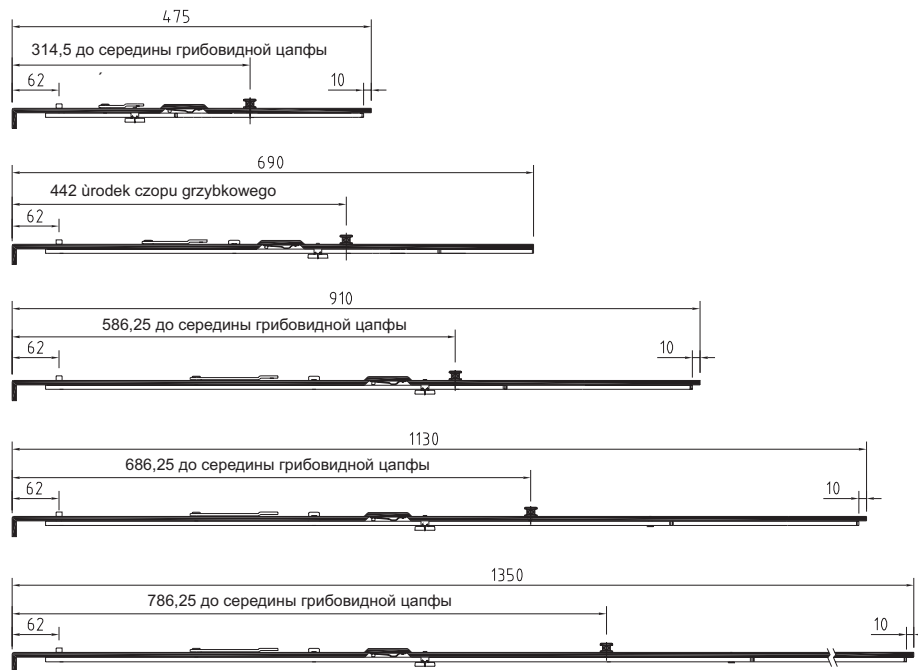 475
314,5 до середины грибовидной цапфы
62
10
690
442 ùrodek czopu grzybkowego
62
910
586,25 до середины грибовидной цапфы
62
10
1130
686,25 до середины грибовидной цапфы
62
10
1350
786,25 до середины грибовидной цапфы
62
10